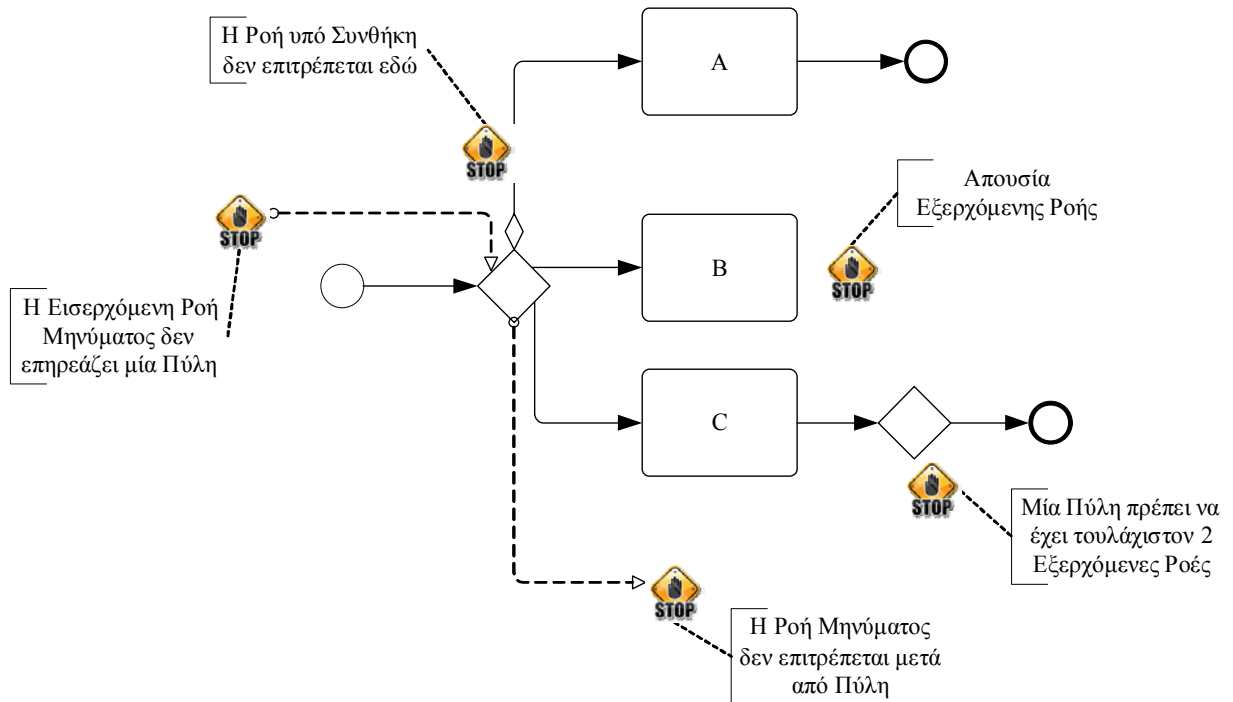 Η Ροή υπό Συνθήκη
δεν επιτρέπεται εδώ
A
STOP
Απουσία
Εξερχόμενης Ροής
STOP
B
STOP
Η Εισερχόμενη Ροή
Μηνύματος δεν
επηρεάζει μία Πύλη
C
STOP
Μία Πύλη πρέπει να
έχει τουλάχιστον 2
Εξερχόμενες Ροές
STOP
Η Ροή Μηνύματος
δεν επιτρέπεται μετά
από Πύλη